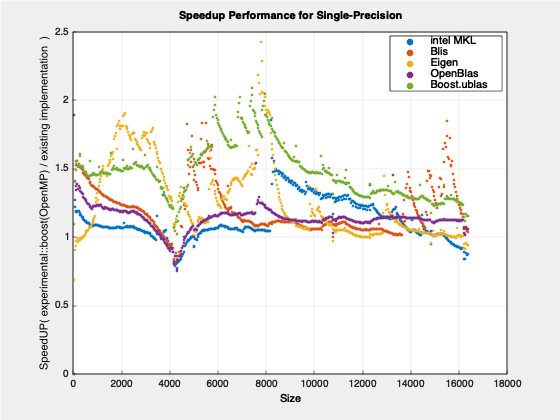 Speedup Performance for Single-Precision
SpeedUP( experimental::boost(OpenMP) / existing implementation )
2.5
2
1.5
1
0.5
0
intel MKL
Blis
Eigen
OpenBlas
Boost.ublas
0 2000 4000 6000 8000 10000 12000 14000 16000 18000
Size